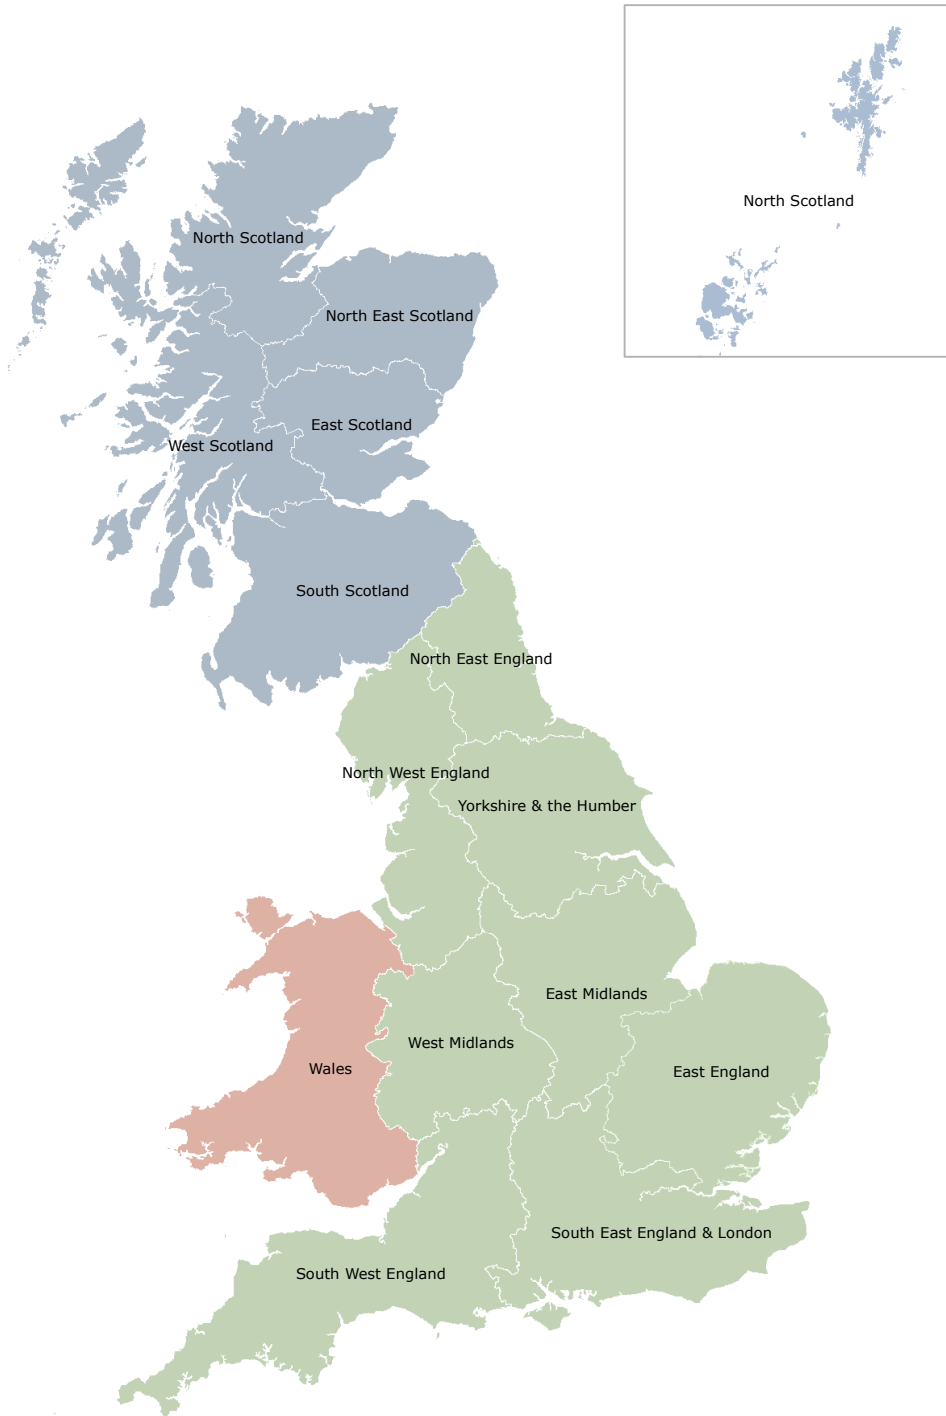 North Scotland
North Scotland
North East Scotland
East Scotland
West Scotland
South Scotland
North East England
North West England
Yorkshire & the Humber
East Midlands
West Midlands
Wales
East England
South East England & London
South West England